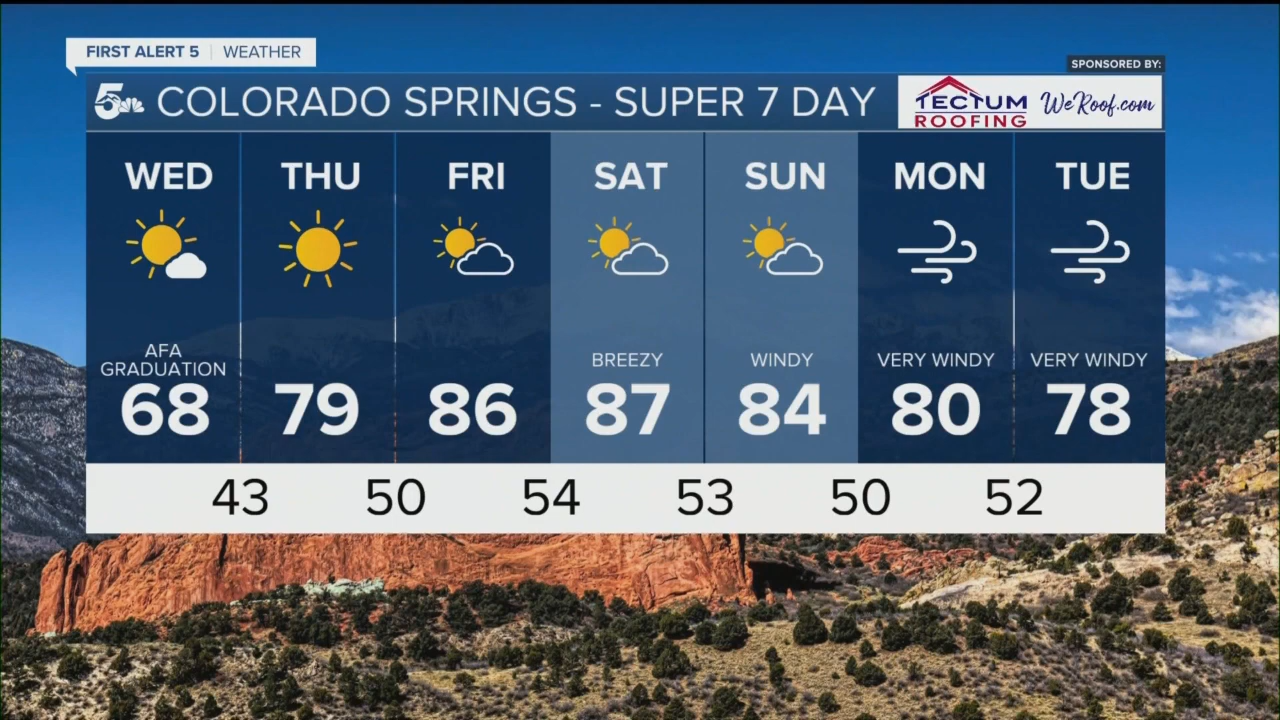 FIRST ALERT 5 | WEATHER
SPONSORED BY:
5 COLORADO SPRINGS - SUPER 7 DAY
TECTUM
ROOFING
WeRoof.com
WED THU FRI SAT SUN MON TUE
AFA
GRADUATION
BREEZY WINDY VERY WINDY VERY WINDY
68 79 86 87 84 80 78
43 50 54 53 50 52